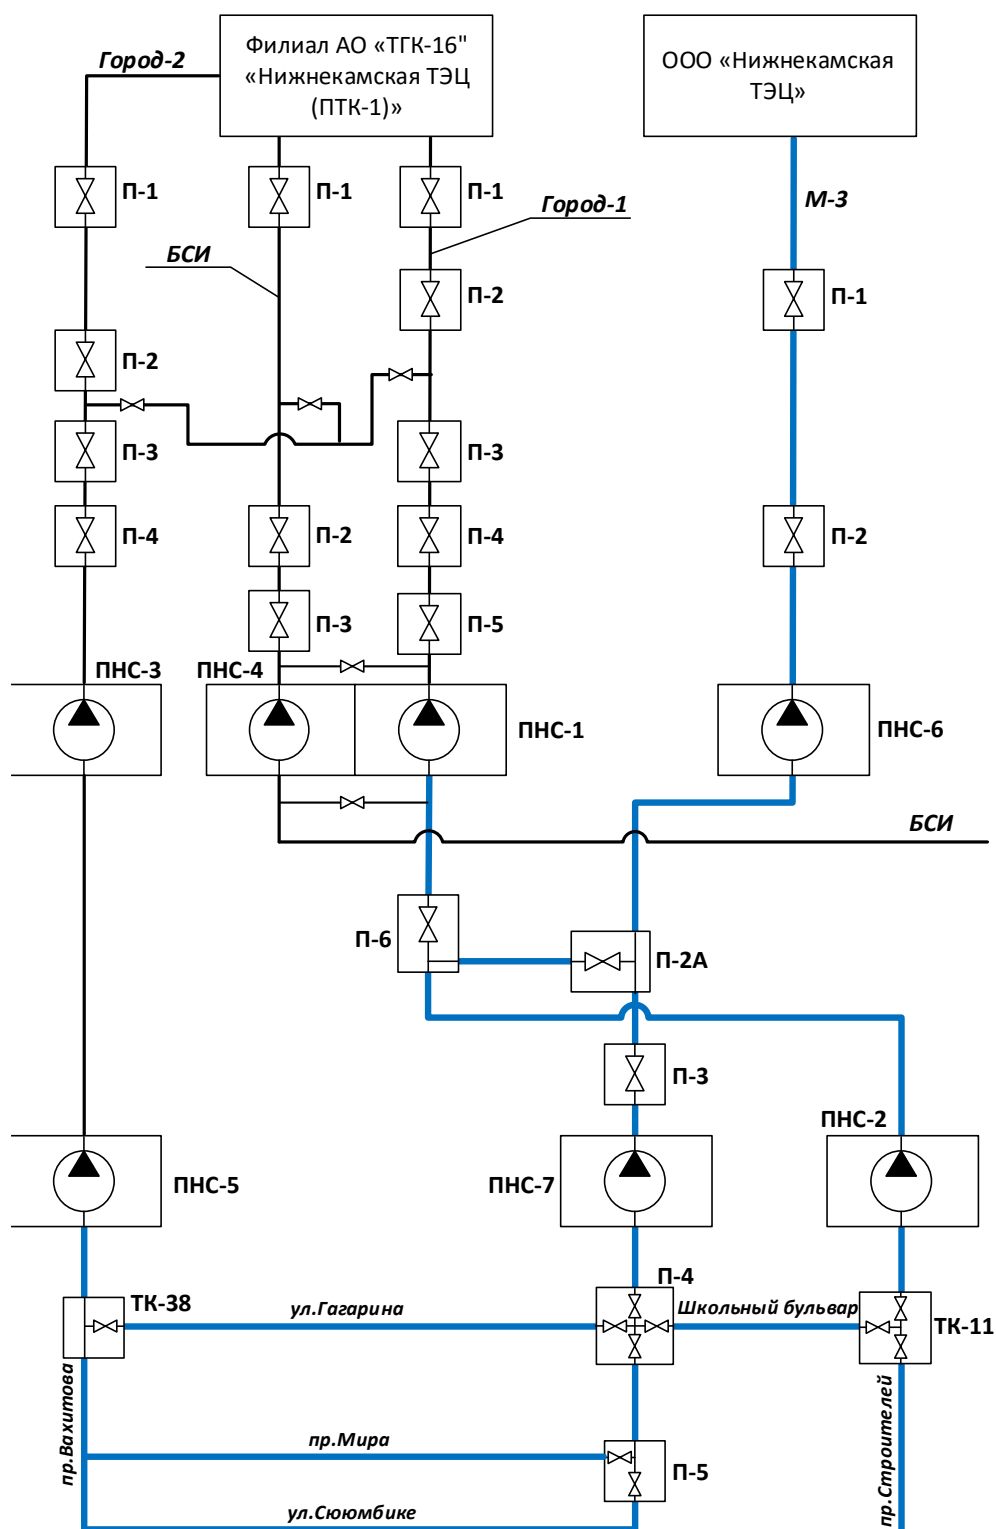 Филиал АО «ТГК-16"
«Нижнекамская ТЭЦ
(ПТК-1)»
ООО «Нижнекамская
ТЭЦ»
Город-2
П-1
П-1
П-1
М-3
Город-1
БСИ
П-2
П-1
П-2
П-3
П-3
П-4
П-2
П-4
П-2
П-3
П-5
ПНС-3
ПНС-4
ПНС-1
ПНС-6
БСИ
П-6
П-2А
П-3
ПНС-2
ПНС-5
ПНС-7
П-4
ТК-38
ул.Гагарина
Школьный бульвар
ТК-11
пр.Вахитова
пр.Мира
П-5
пр.Строителей
ул.Сююмбике